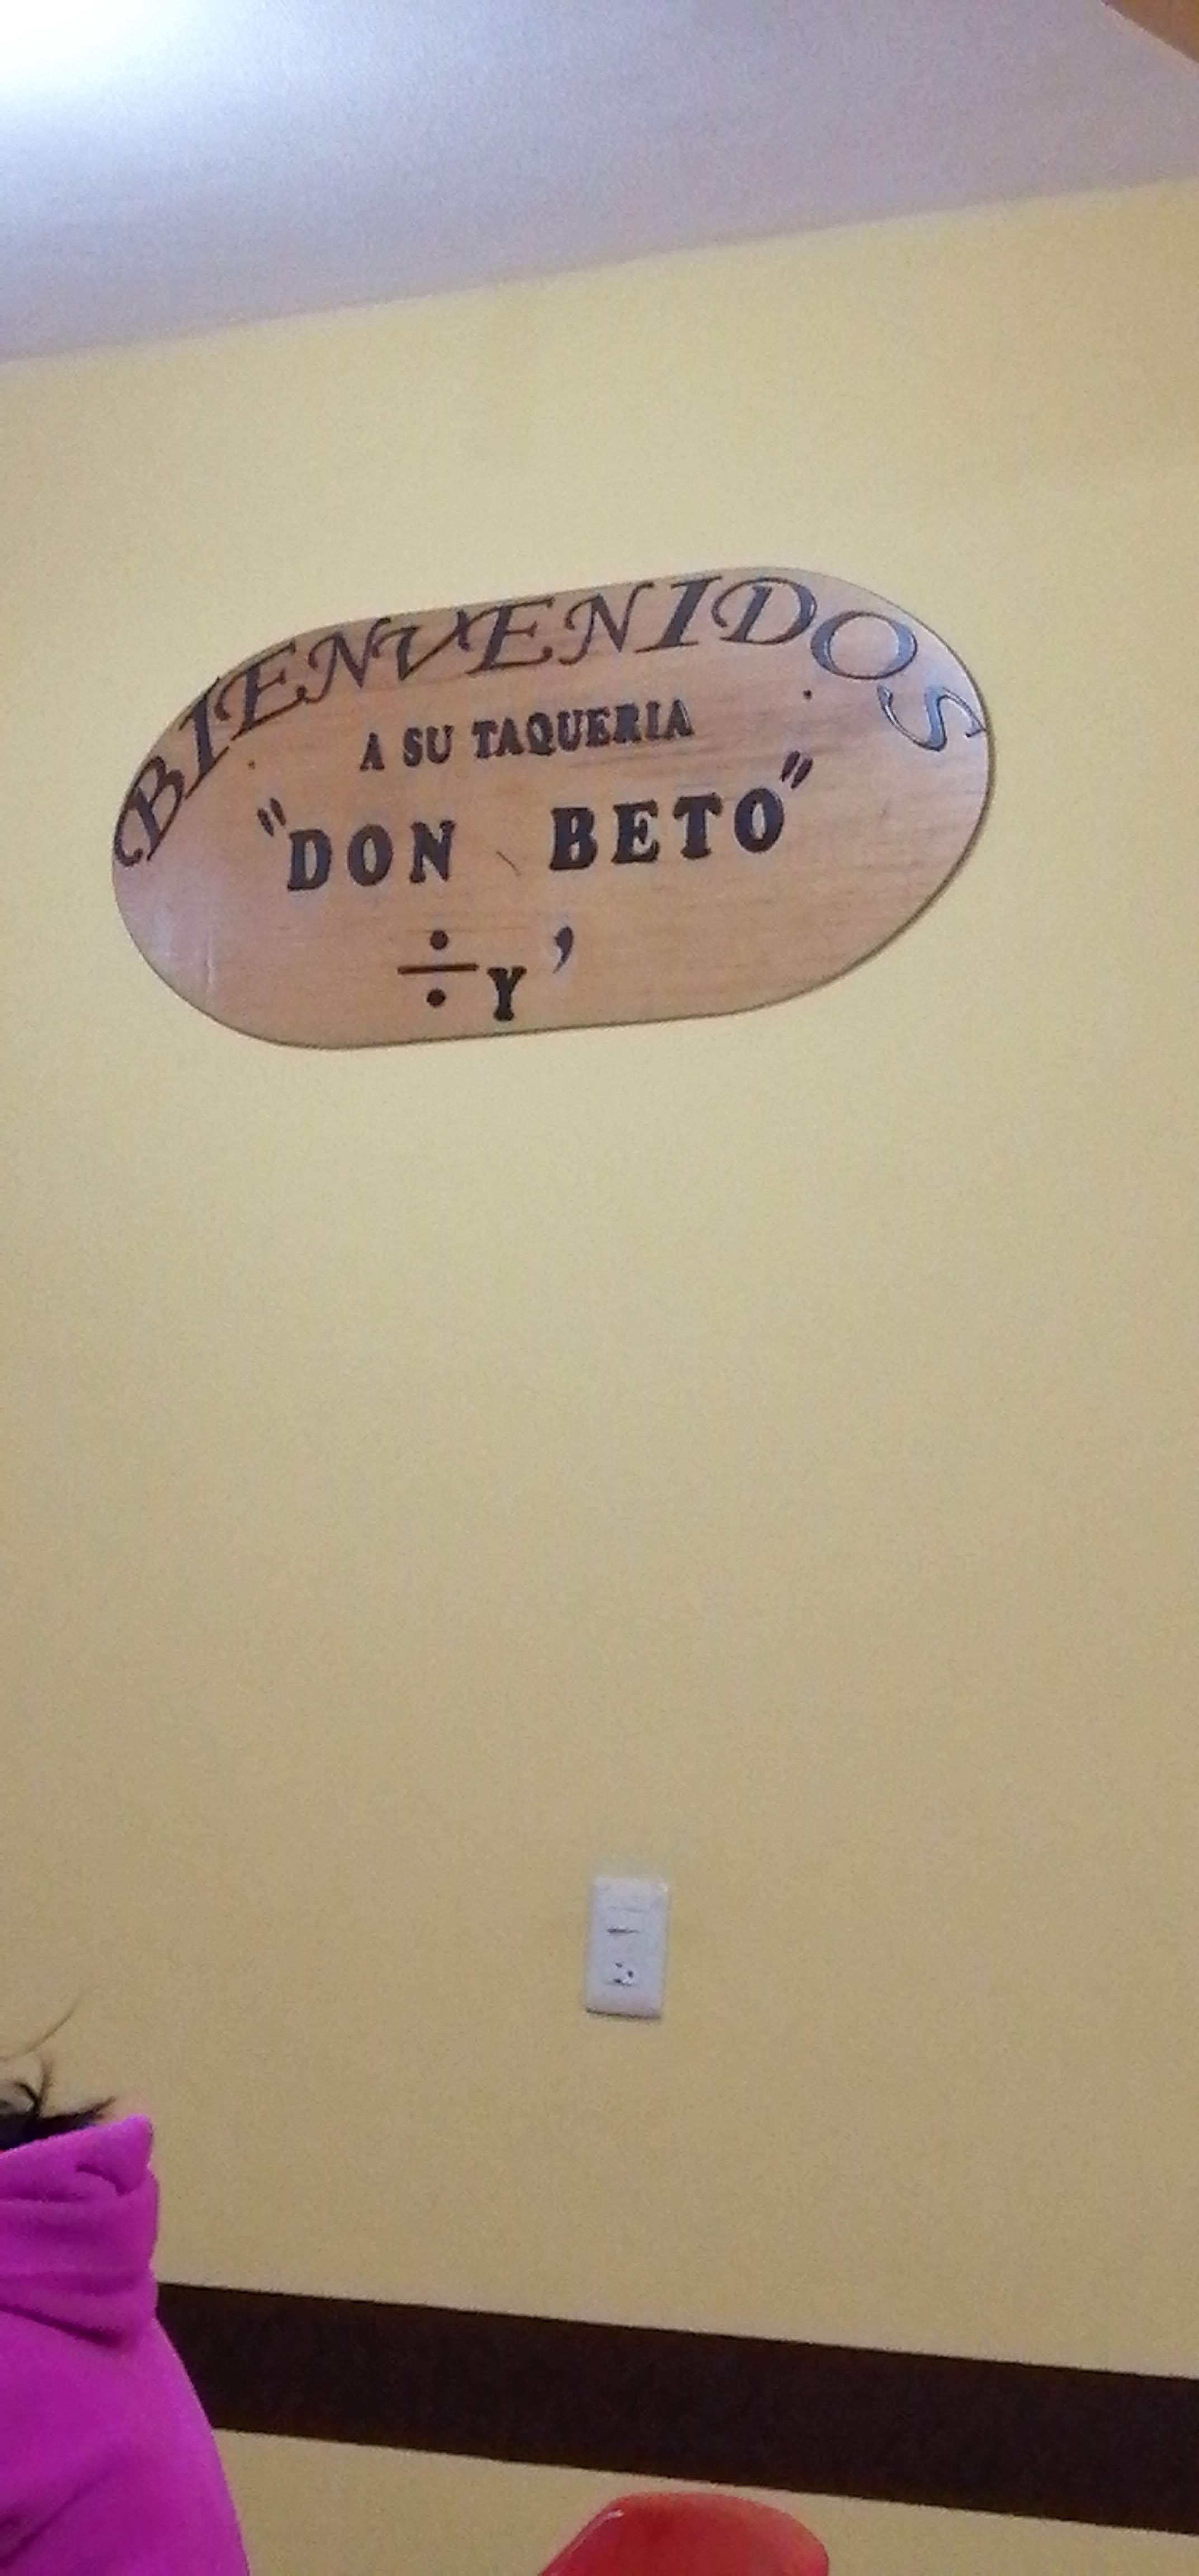 BIENVENIDOS
A SU TAQUERIA
"DON BETO"
÷Y'